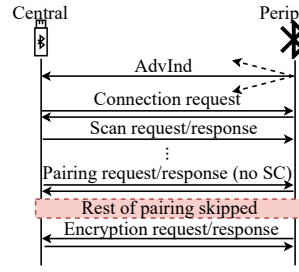 Central Perip
AdvInd
Connection request
Scan request/response
⋮
Pairing request/response (no SC)
Rest of pairing skipped
Encryption request/response